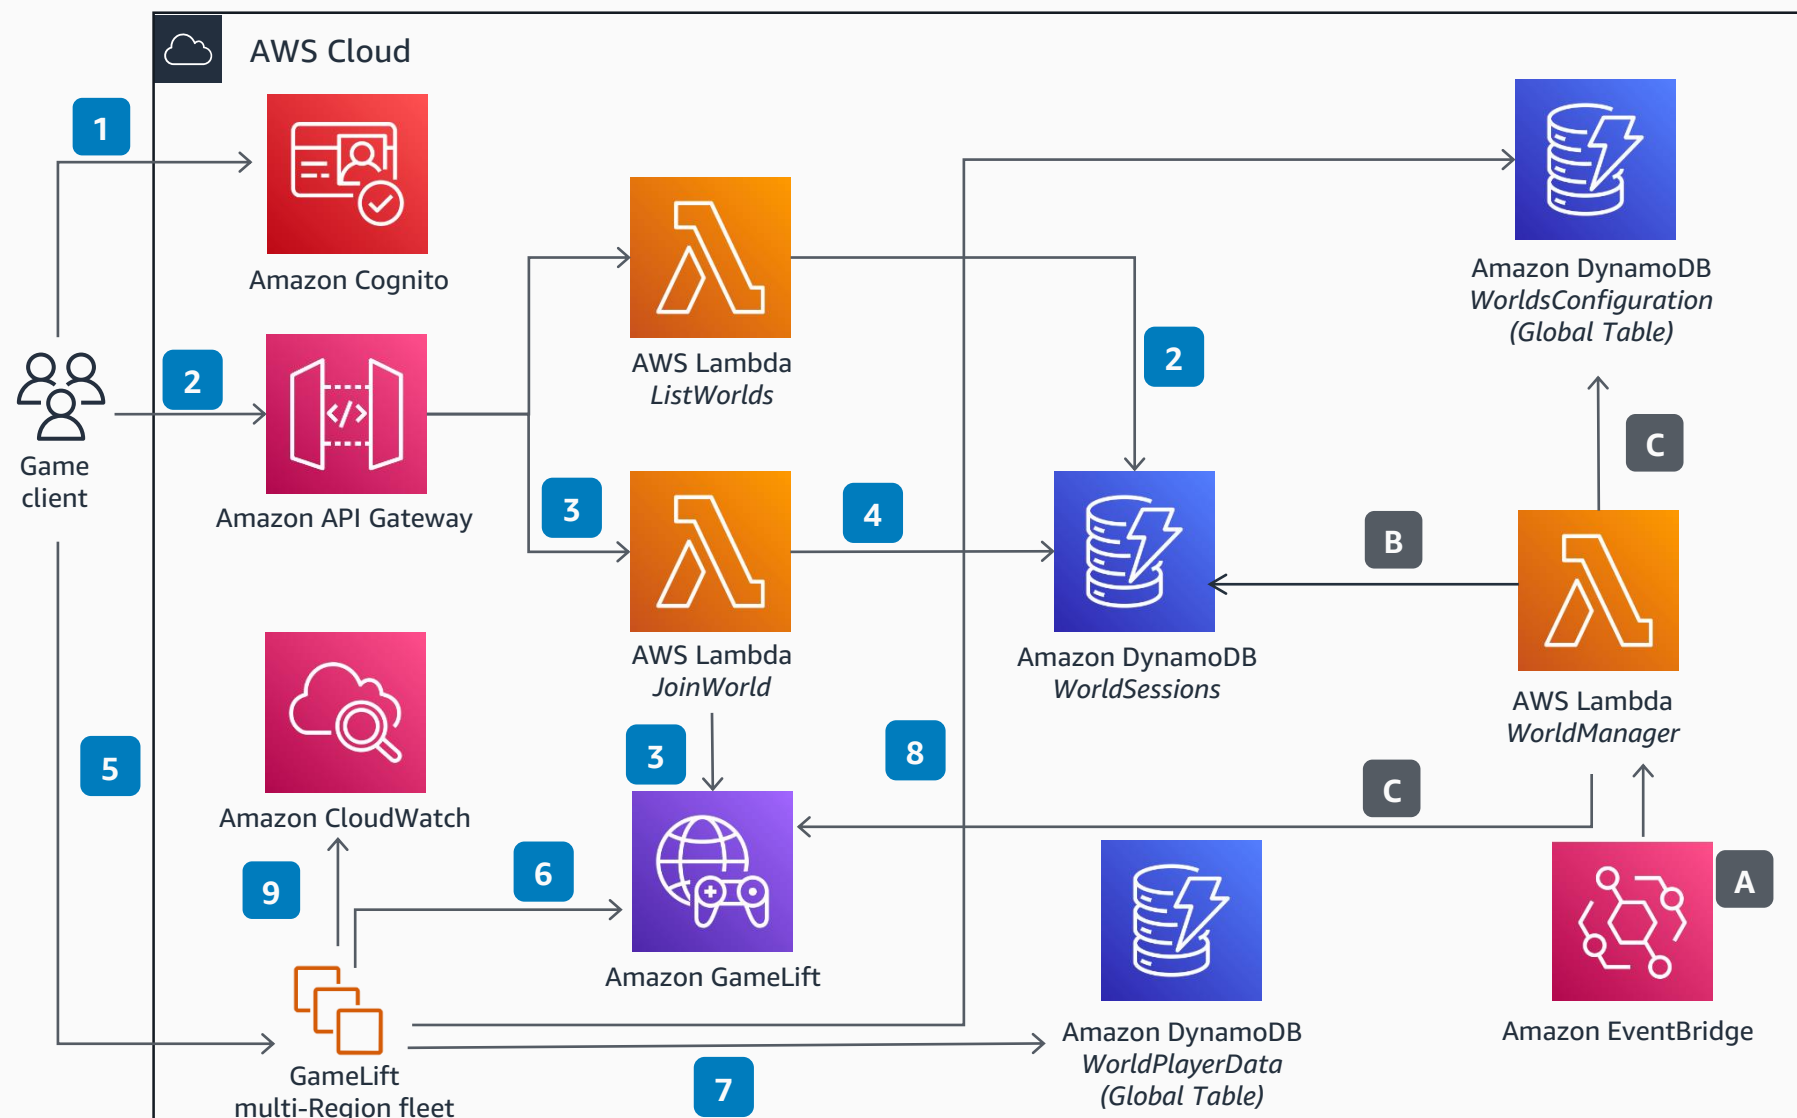 AWS Cloud
1
Amazon Cognito
2
Amazon API Gateway
Game
client
AWS Lambda
ListWorlds
2
3
AWS Lambda
JoinWorld
4
Amazon DynamoDB
WorldSessions
Amazon DynamoDB
WorldsConfiguration
(Global Table)
C
B
AWS Lambda
WorldManager
C
A
Amazon EventBridge
3
8
5
Amazon CloudWatch
9
6
Amazon GameLift
GameLift
multi-Region fleet
7
Amazon DynamoDB
WorldPlayerData
(Global Table)